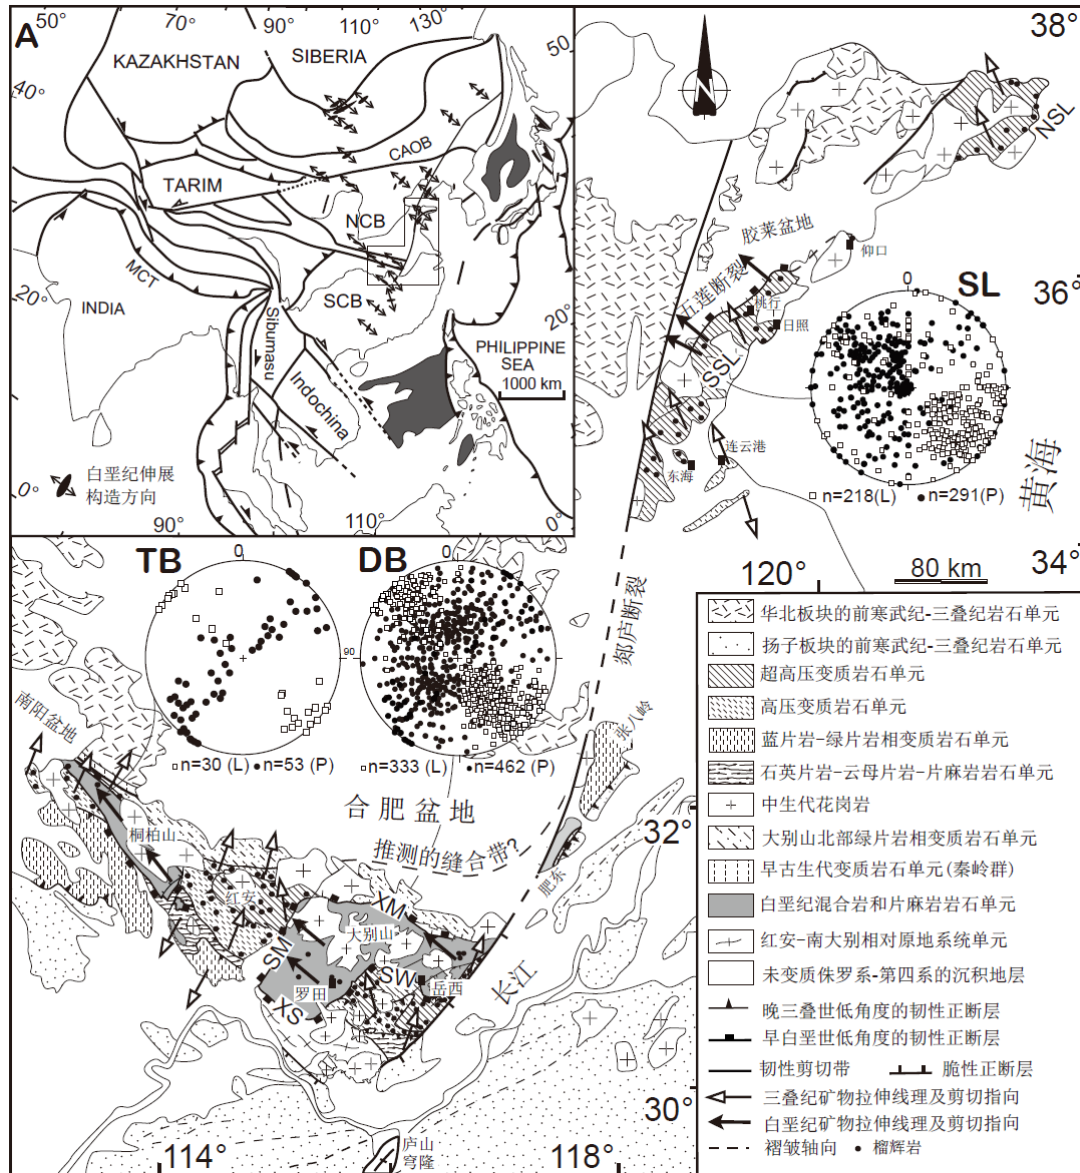 A
50°
70°
90°
110°
130°
50
40°
20°
0°
90°
110°
20°
0°
KAZAKHSTAN
SIBERIA
CAOB
TARIM
NCB
MCT
INDIA
SCB
Sibumasu
Indochina
PHILIPPINE
SEA
1000 km
白垩纪伸展
构造方向
38°
NSL
胶莱盆地
仰口
36°
桃行
日照
SSL
0
SL
n=218(L)
n=291(P)
连云港
东海
黄海
34°
120°
80 km
郯庐断裂
TB
0
90
n=30 (L)
n=53 (P)
DB
0
n=333 (L)
n=462 (P)
南阳盆地
桐柏山
红安
合肥盆地
推测的缝合带?
张八岭
肥东
32°
XM
大别山
SM
SW
罗田
岳西
XS
长江
30°
114°
118°
庐山
穹隆
华北板块的前寒武纪-三叠纪岩石单元
扬子板块的前寒武纪-三叠纪岩石单元
超高压变质岩石单元
高压变质岩石单元
蓝片岩-绿片岩相变质岩石单元
石英片岩-云母片岩-片麻岩岩石单元
中生代花岗岩
大别山北部绿片岩相变质岩石单元
早古生代变质岩石单元(秦岭群)
白垩纪混合岩和片麻岩岩石单元
红安-南大别相对原地系统单元
未变质侏罗系-第四系的沉积地层
晚三叠世低角度的韧性正断层
早白垩世低角度的韧性正断层
韧性剪切带
脆性正断层
三叠纪矿物拉伸线理及剪切指向
白垩纪矿物拉伸线理及剪切指向
褶皱轴向
榴辉岩